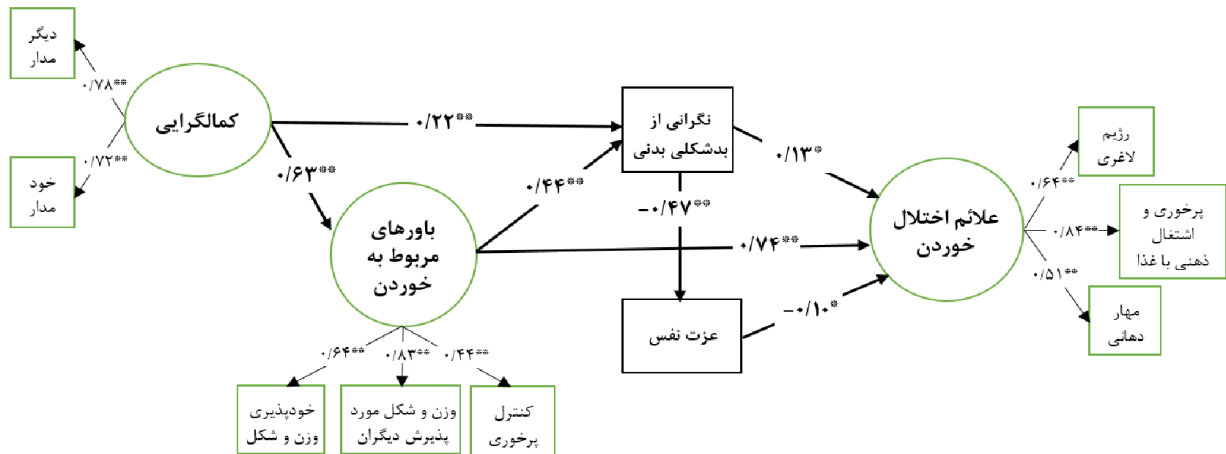 دیگر
مدار
۰/۷۸**
کمالگرایی
۰/۷۲**
خود
مدار
۰/۲۲**
۰/۶۳**
نگرانی از
بدشکلی بدنی
۰/۱۳*
۰/۴۴**
-۰/۴۷**
باورهای
مربوط به
خوردن
۰/۷۴**
عزت نفس
-۰/۱۰*
علائم اختلال
خوردن
۰/۶۴**
رژیم
لاغری
۰/۸۴**
پرخوری و
اشتغال
ذهنی با غذا
۰/۵۱**
مهار
دهانی
۰/۶۴**
۰/۸۳**
۰/۴۴**
خودپذیری
وزن و شکل
وزن و شکل مورد
پذیرش دیگران
کنترل
پرخوری